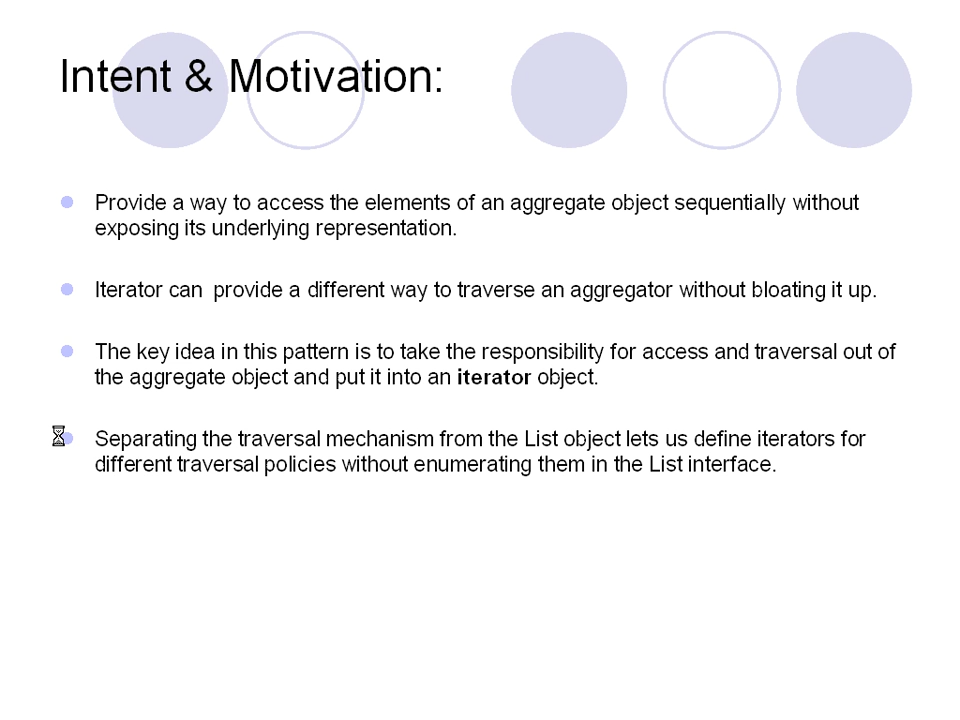 Intent & Motivation:
Provide a way to access the elements of an aggregate object sequentially without
exposing its underlying representation.
Iterator can  provide a different way to traverse an aggregator without bloating it up.
The key idea in this pattern is to take the responsibility for access and traversal out of
the aggregate object and put it into an iterator object.
Separating the traversal mechanism from the List object lets us define iterators for
different traversal policies without enumerating them in the List interface.